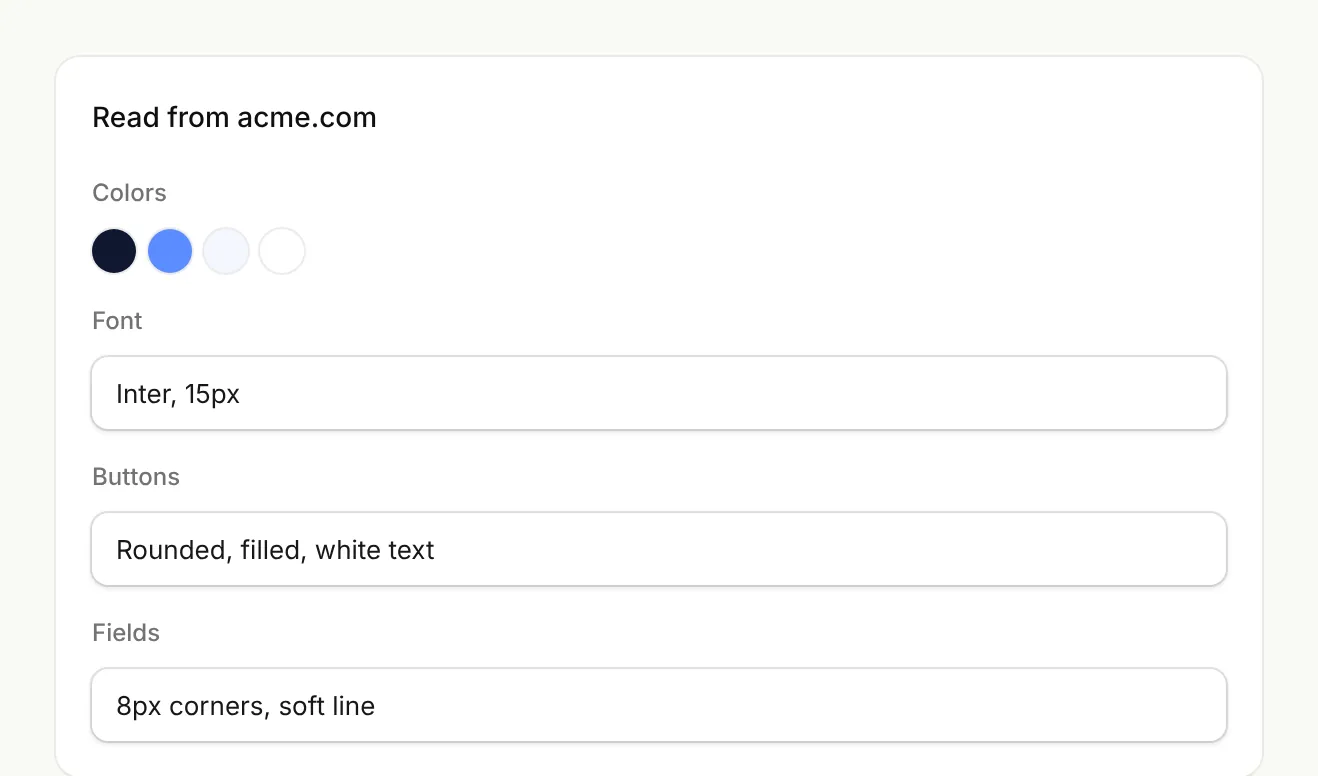 Read from acme.com
Colors
Font
Inter, 15px
Buttons
Rounded, filled, white text
Fields
8px corners, soft line